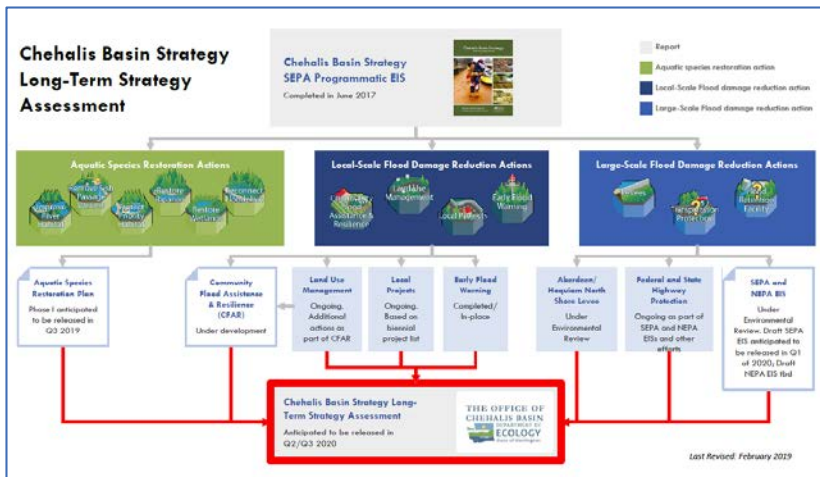 Chehalis Basin Strategy
Long-Term Strategy
Assessment
Chehalis Basin Strategy
SEPA Programmatic EIS
Completed in June 2017
Report
Aquatic species restoration action
Local-Scale Flood damage reduction action
Large-Scale Flood damage reduction action
Aquatic Species Restoration Actions
Restore
Local-Scale Flood Damage Reduction Actions
Assistance
& Resilience
Land Use
Management
Local Projects
Early Flood
Warning
Large-Scale Flood Damage Reduction Actions
Transportation
Protection
Facility
Aquatic Species
Restoration Plan
Phase I anticipated
to be released in
Q3 2019
Community
Flood Assistance
& Resilience
(CFAR)
Under development
Land Use
Management
Ongoing.
Additional
actions as
part of CFAR
Local
Projects
Ongoing.
Based on
biennial
project list
Early Flood
Warning
Completed/
In-place
Aberdeen/
Hoquiam North
Shore Levee
Under
Environmental
Review
Federal and State
Highway
Protection
Ongoing as part of
SEPA and NEPA
EISs and other
efforts
SEPA and
NEPA EIS
Under
Environmental
Review. Draft SEPA
EIS anticipated to
be released in Q1
of 2020; Draft
NEPA EIS tbd
Chehalis Basin Strategy Long-
Term Strategy Assessment
Anticipated to be released in
Q2/Q3 2020
THE OFFICE OF
CHEHALIS BASIN
DEPARTMENT OF
ECOLOGY
State of Washington
Last Revised: February 2019